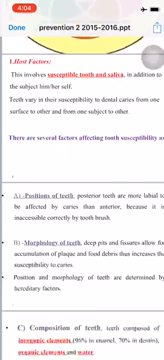 4:04
Done
prevention 2 2015-2016.ppt
1.Host Factors:
This involves susceptible tooth and saliva, in addition to
the subject him/her self.
Teeth vary in their susceptibility to dental caries from one
surface to other and from one subject to other.
There are several factors affecting tooth susceptibility as
A)- Positions of teeth, posterior teeth are more labial to
be affected by caries than anterior, because it is
inaccessible correctly by tooth brush.
B) -Morphology of teeth, deep pits and fissures allow for
accumulation of plaque and food debris thus increases the
susceptibility to caries.
• Position and morphology of teeth are determined by
hereditary factors.
C) Composition of teeth, teeth composed of
inorganic elements (96% in enamel, 70% in dentin),
organic elements and water.